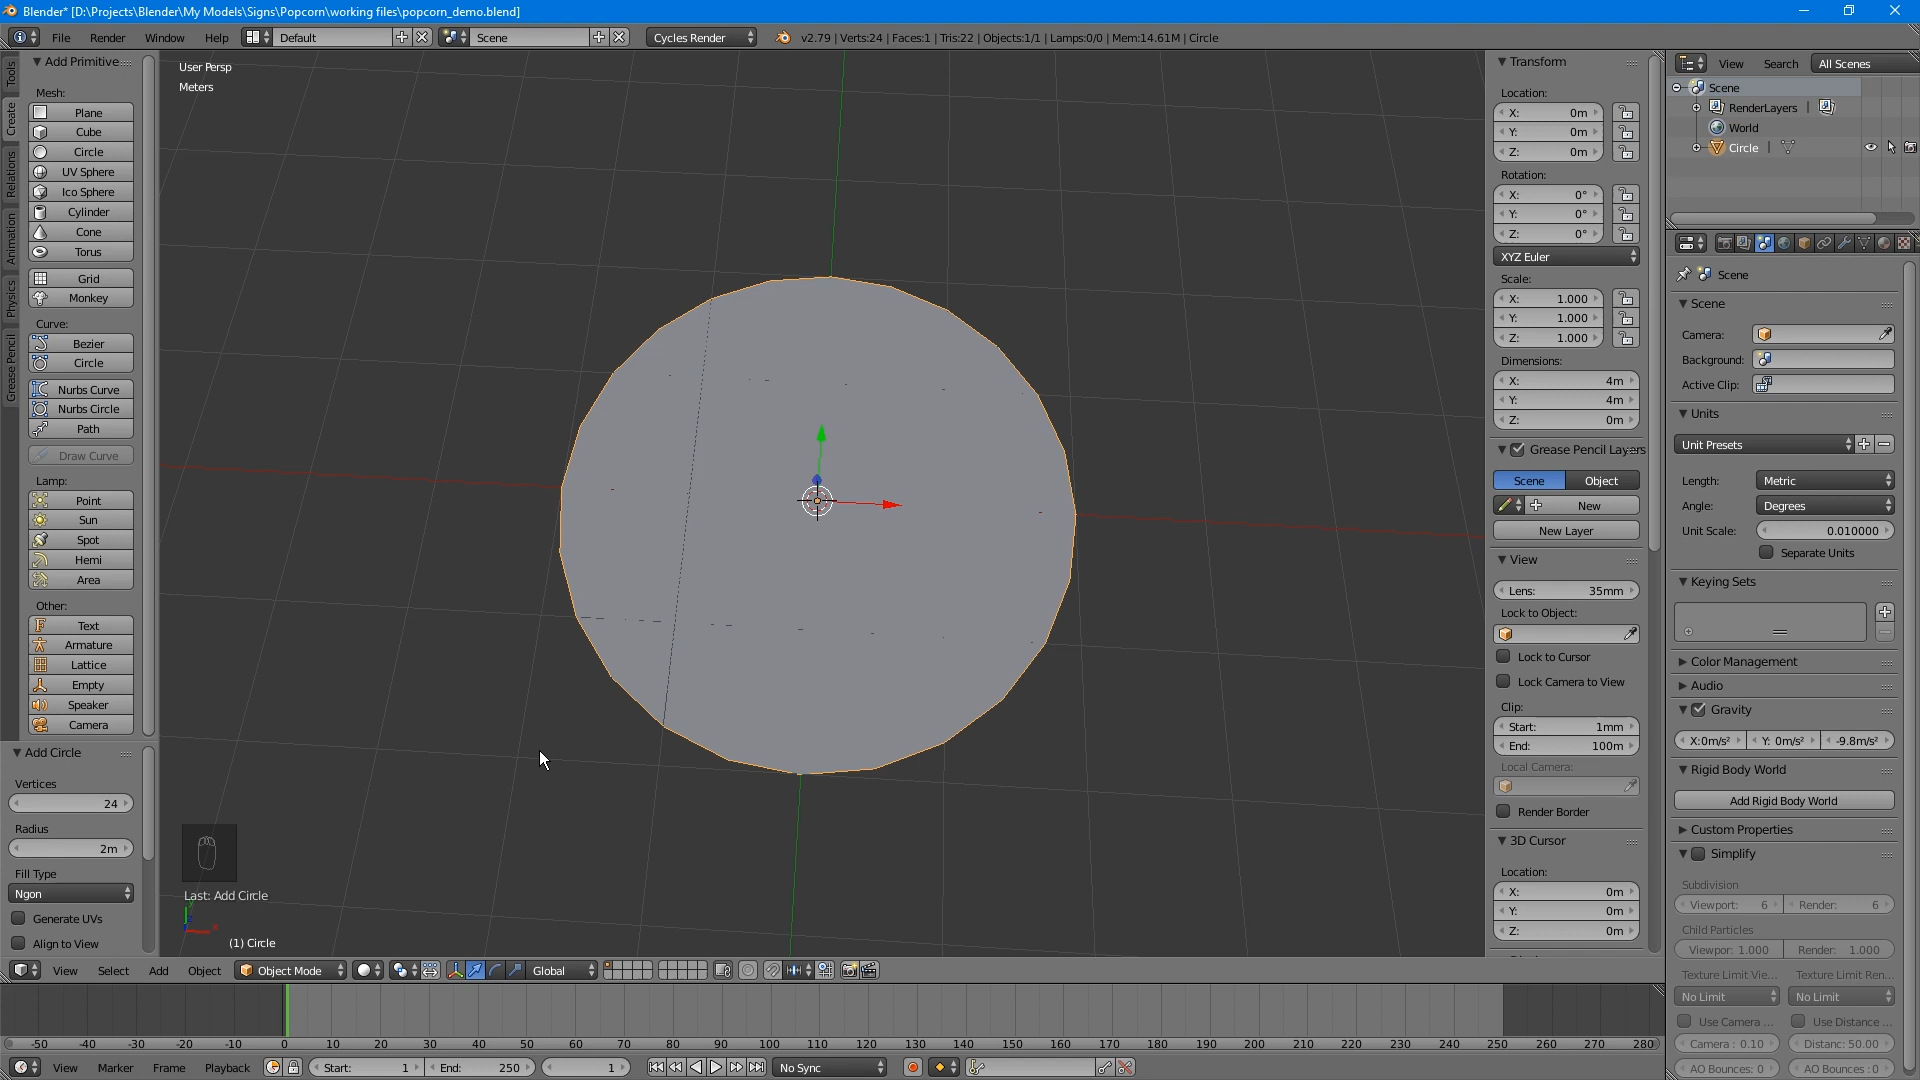 Blender* [D:\Projects\Blender\My Models\Signs\Popcorn\working files\popcorn_demo.blend]
File Render Window Help Default Scene Cycles Render v2.79 | Verts:24 | Faces:1 | Tris:22 | Objects:1/1 | Lamps:0/0 | Mem:14.61M | Circle
Tools
Create
Relations
Animation
Physics
Grease Pencil
Add Primitive
Mesh:
Plane
Cube
Circle
UV Sphere
Ico Sphere
Cylinder
Cone
Torus
Grid
Monkey
Curve:
Bezier
Circle
Nurbs Curve
Nurbs Circle
Path
Draw Curve
Lamp:
Point
Sun
Spot
Hemi
Area
Other:
Text
Armature
Lattice
Empty
Speaker
Camera
Add Circle
Vertices
24
Radius
2m
Fill Type
Ngon
Generate UVs
Align to View
User Persp
Meters
Last: Add Circle
(1) Circle
Transform
Location:
X: 0m
Y: 0m
Z: 0m
Rotation:
X: 0°
Y: 0°
Z: 0°
XYZ Euler
Scale:
X: 1.000
Y: 1.000
Z: 1.000
Dimensions:
X: 4m
Y: 4m
Z: 0m
Grease Pencil Layers
Scene Object
New
New Layer
View
Lens: 35mm
Lock to Object:
Lock to Cursor
Lock Camera to View
Clip:
Start: 1mm
End: 100m
Local Camera:
Render Border
3D Cursor
Location:
X: 0m
Y: 0m
Z: 0m
View Search All Scenes
Scene
RenderLayers |
World
Circle |
Scene
Scene
Camera:
Background:
Active Clip:
Units
Unit Presets
Length: Metric
Angle: Degrees
Unit Scale: 0.010000
Separate Units
Keying Sets
Color Management
Audio
Gravity
X:0m/s² Y: 0m/s² -9.8m/s²
Rigid Body World
Add Rigid Body World
Custom Properties
Simplify
Subdivision
Viewport: 6 Render: 6
Child Particles
Viewpor: 1.000 Render: 1.000
Texture Limit Vie... Texture Limit Ren...
No Limit No Limit
Use Camera ... Use Distance ...
Camera : 0.10 Distanc: 50.00
AO Bounces: 0 AO Bounces : 0
View Select Add Object Object Mode Global
-50 -40 -30 -20 -10 0 10 20 30 40 50 60 70 80 90 100 110 120 130 140 150 160 170 180 190 200 210 220 230 240 250 260 270 280
View Marker Frame Playback Start: 1 End: 250 1 No Sync